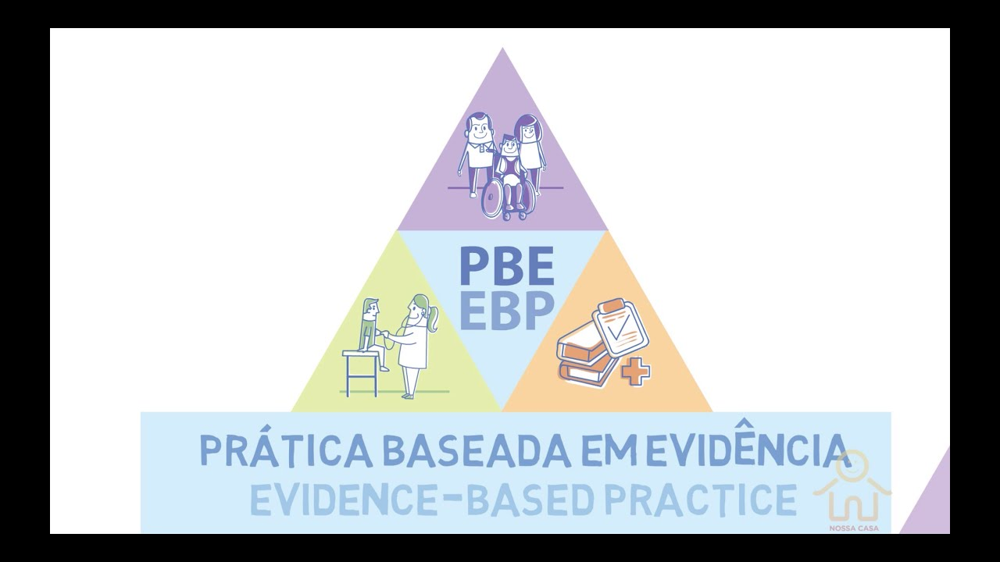 PBE
EBP
PRÁTICA BASEADA EM EVIDÊNCIA
EVIDENCE-BASED PRACTICE
NOSSA CASA